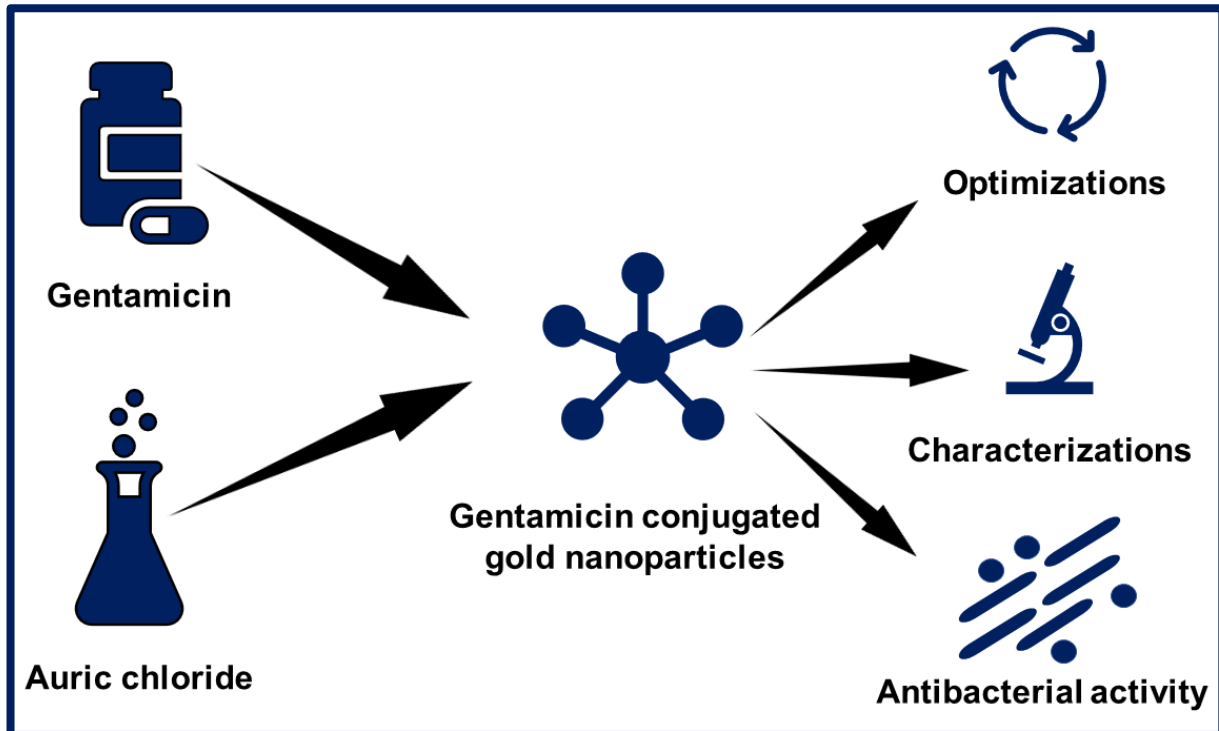 Gentamicin
Auric chloride
Gentamicin conjugated
gold nanoparticles
Optimizations
Characterizations
Antibacterial activity